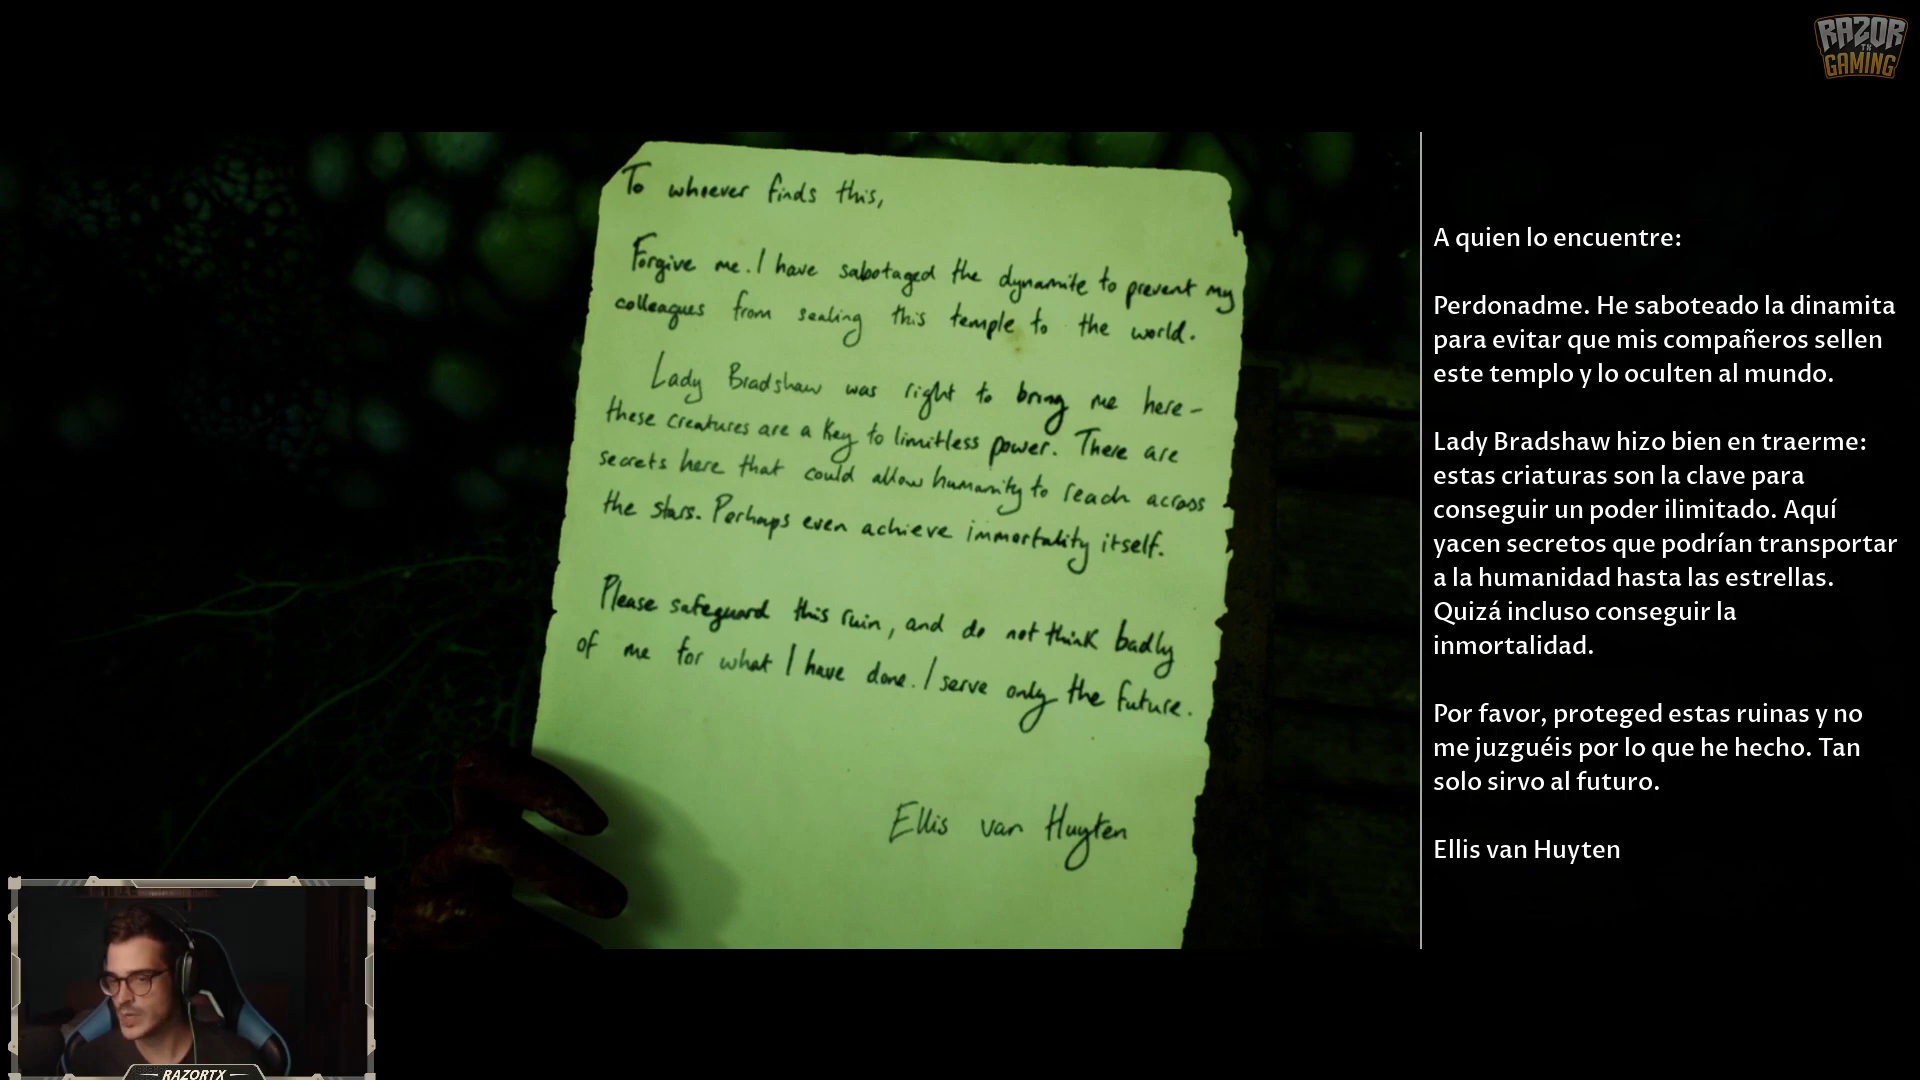 RAZOR
TX
GAMING
To whoever finds this,
Forgive me. I have sabotaged the dynamite to prevent my
colleagues from sealing this temple to the world.
Lady Bradshaw was right to bring me here-
these creatures are a key to limitless power. There are
secrets here that could allow humanity to reach across
the stars. Perhaps even achieve immortality itself.
Please safeguard this ruin, and do not think badly
of me for what I have done. I serve only the future.
Ellis van Huyten
A quien lo encuentre:
Perdonadme. He saboteado la dinamita
para evitar que mis compañeros sellen
este templo y lo oculten al mundo.
Lady Bradshaw hizo bien en traerme:
estas criaturas son la clave para
conseguir un poder ilimitado. Aquí
yacen secretos que podrían transportar
a la humanidad hasta las estrellas.
Quizá incluso conseguir la
inmortalidad.
Por favor, proteged estas ruinas y no
me juzguéis por lo que he hecho. Tan
solo sirvo al futuro.
Ellis van Huyten
RAZORTX